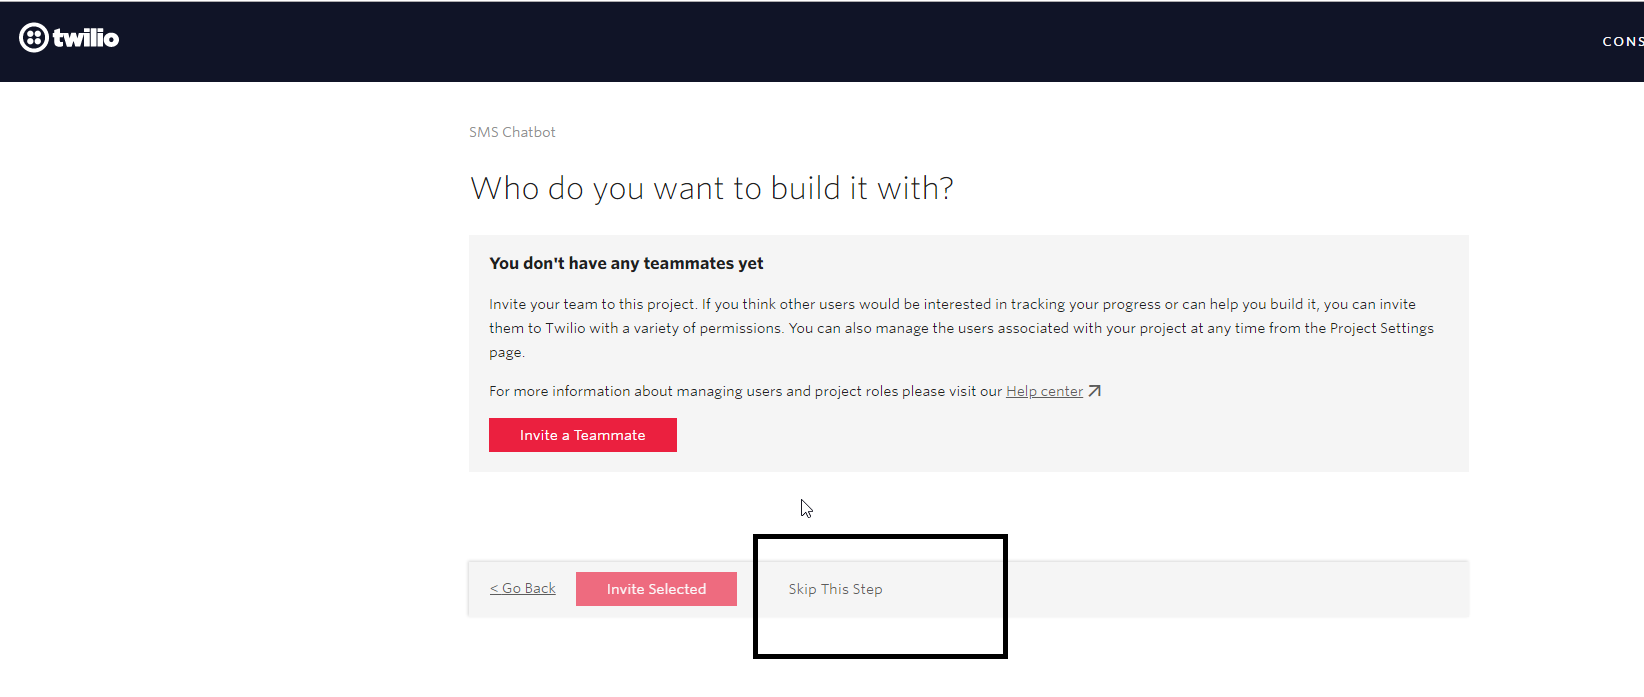 twilio
CONS
SMS Chatbot
Who do you want to build it with?
You don't have any teammates yet
Invite your team to this project. If you think other users would be interested in tracking your progress or can help you build it, you can invite
them to Twilio with a variety of permissions. You can also manage the users associated with your project at any time from the Project Settings
page.
For more information about managing users and project roles please visit our Help center
Invite a Teammate
< Go Back Invite Selected Skip This Step